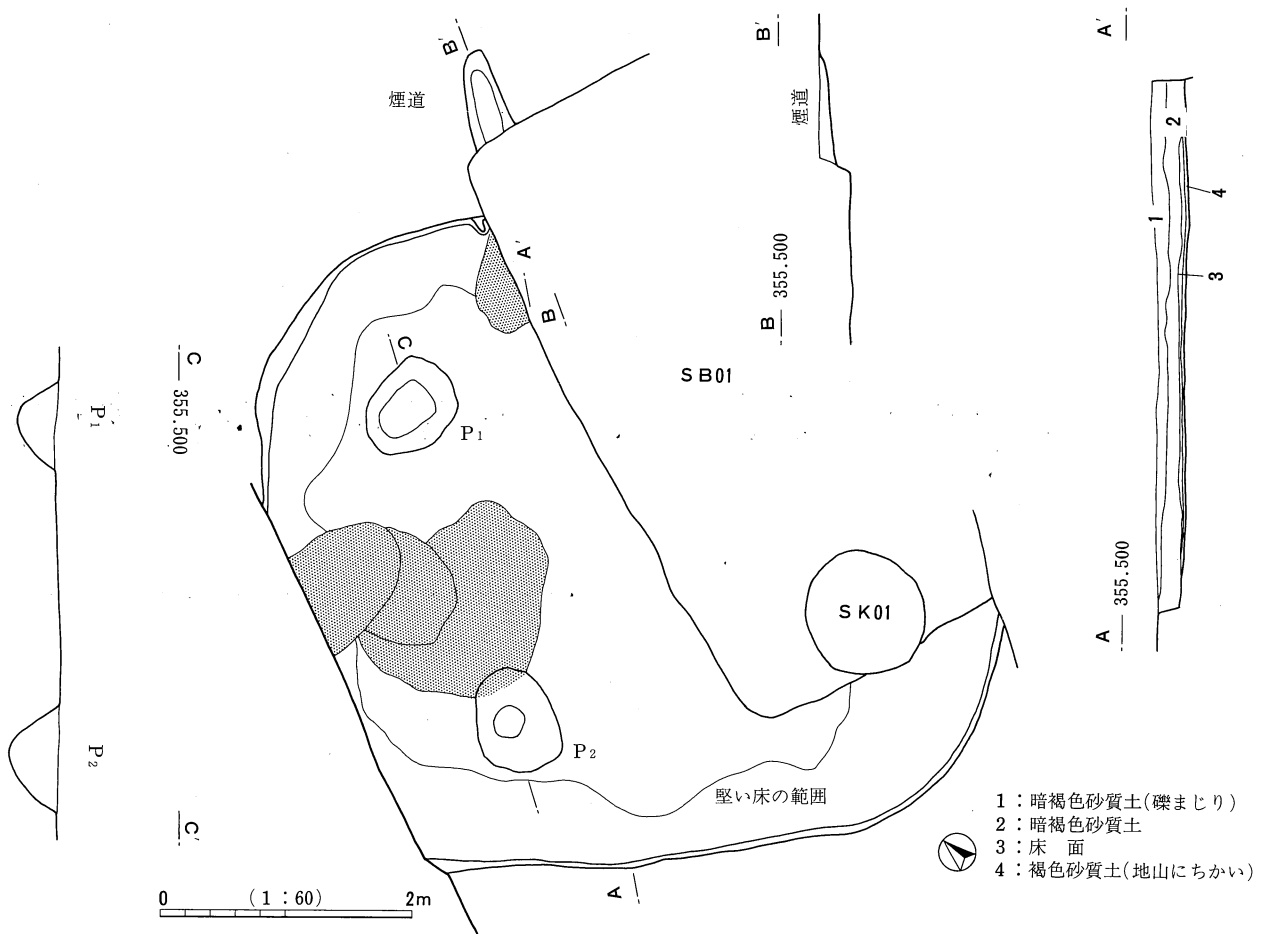 B'
煙道
A'
B
C
P₁
SB01
SK01
P₂
堅い床の範囲
A
B'
煙道
B 355.500
A'
2
1
4
3
A 355.500
C 355.500
P₁
P₂
C'
0 (1：60) 2m
1：暗褐色砂質土(礫まじり)
2：暗褐色砂質土
3：床　面
4：褐色砂質土(地山にちかい)